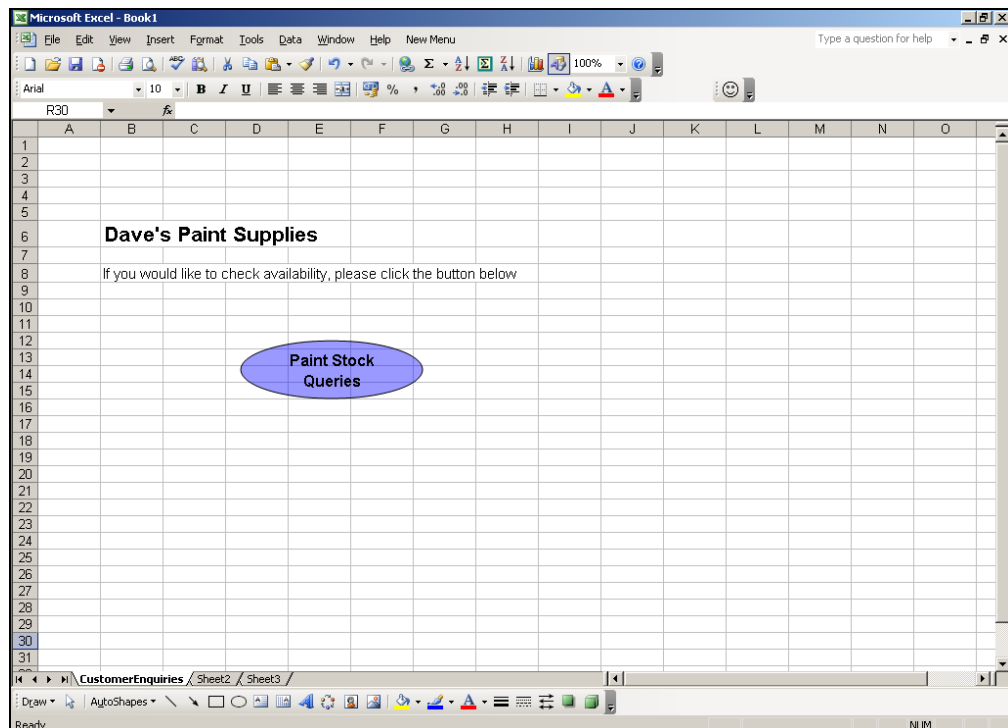 Microsoft Excel - Book1
File Edit View Insert Format Tools Data Window Help New Menu Type a question for help
100%
Arial 10 B I U % ,
R30 fx
A B C D E F G H I J K L M N O
1
2
3
4
5
6 Dave's Paint Supplies
7
8 If you would like to check availability, please click the button below
9
10
11
12
13 Paint Stock
14 Queries
15
16
17
18
19
20
21
22
23
24
25
26
27
28
29
30
31
CustomerEnquiries Sheet2 Sheet3
Draw AutoShapes
Ready NUM